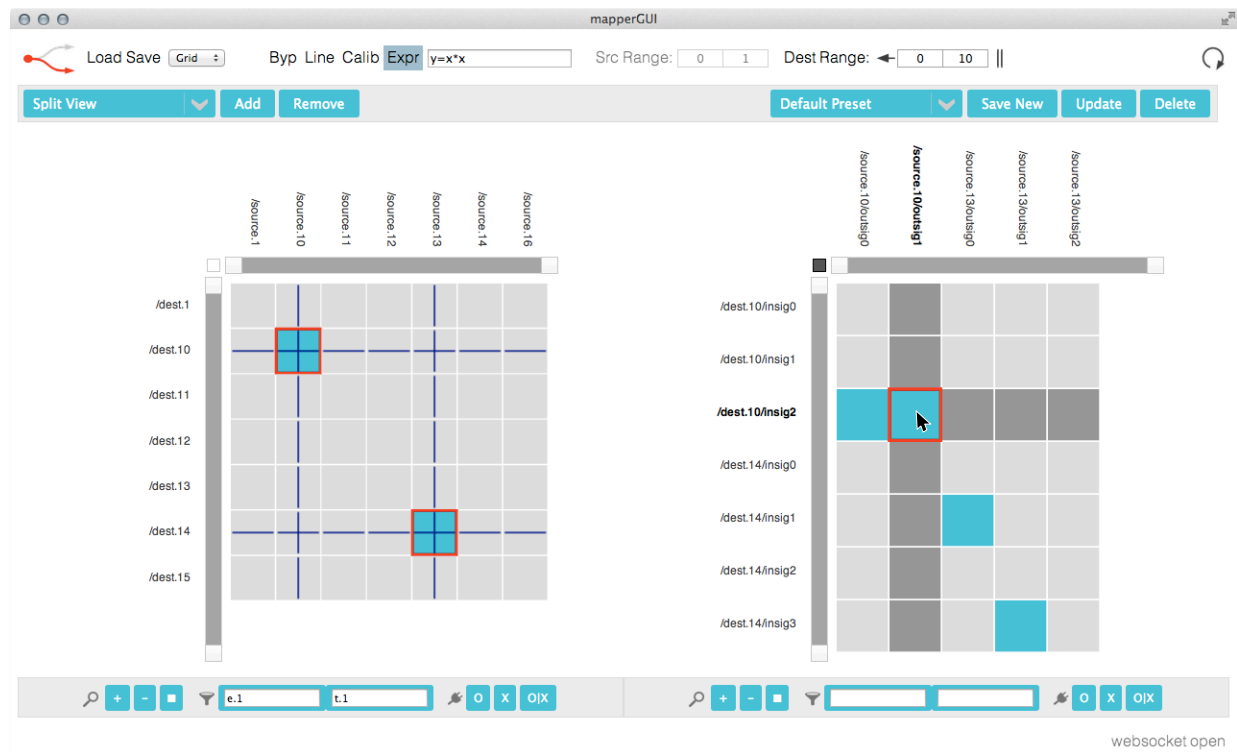 mapperGUI
Load Save Grid Byp Line Calib Expr y=x*x Src Range: 0 1 Dest Range: 0 10
Split View Add Remove Default Preset Save New Update Delete
/source.1
/source.10
/source.11
/source.12
/source.13
/source.14
/source.16
/source.10/outsig0
/source.10/outsig1
/source.13/outsig0
/source.13/outsig1
/source.13/outsig2
/dest.1
/dest.10
/dest.11
/dest.12
/dest.13
/dest.14
/dest.15
/dest.10/insig0
/dest.10/insig1
/dest.10/insig2
/dest.14/insig0
/dest.14/insig1
/dest.14/insig2
/dest.14/insig3
+ - e.1 t.1 O X O|X + - O X O|X
websocket open